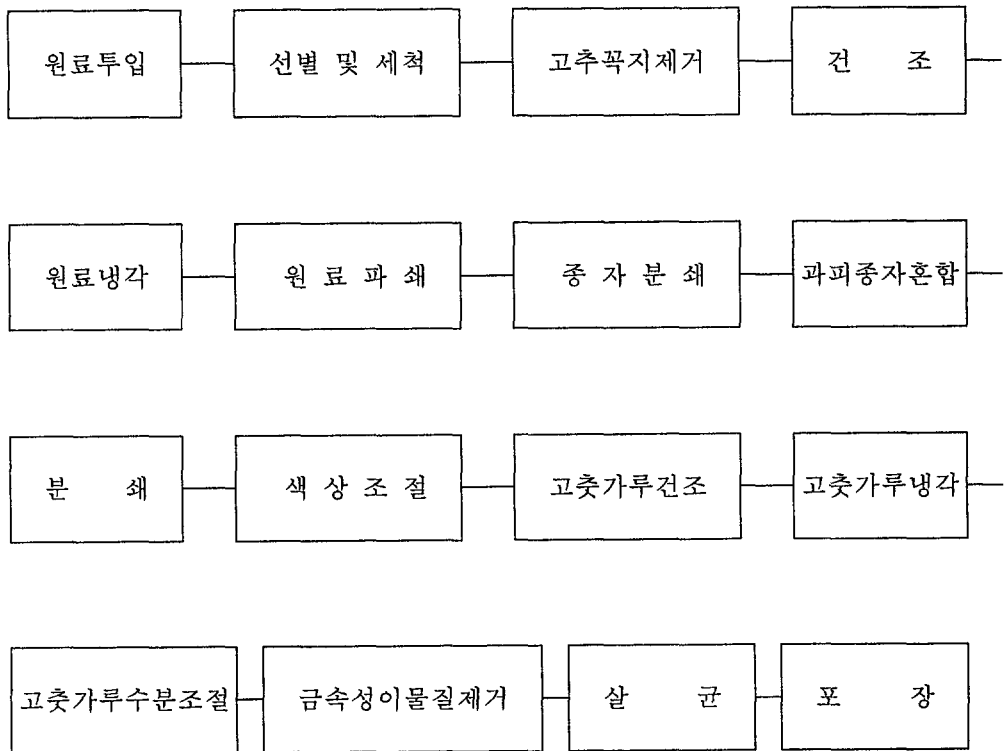 원료투입 선별 및 세척 고추꼭지제거 건 조
원료냉각 원 료 파 쇄 종 자 분 쇄 과피종자혼합
분 쇄 색 상 조 절 고춧가루건조 고춧가루냉각
고춧가루수분조절 금속성이물질제거 살 균 포 장